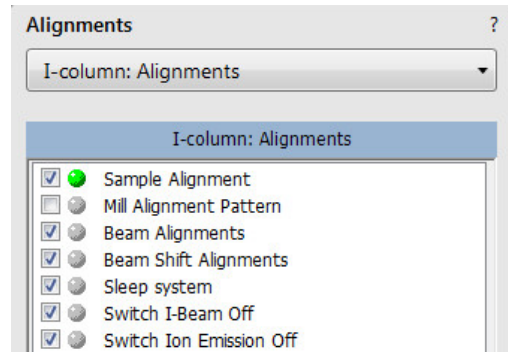 Alignments ?
I-column: Alignments
I-column: Alignments
Sample Alignment
Mill Alignment Pattern
Beam Alignments
Beam Shift Alignments
Sleep system
Switch I-Beam Off
Switch Ion Emission Off